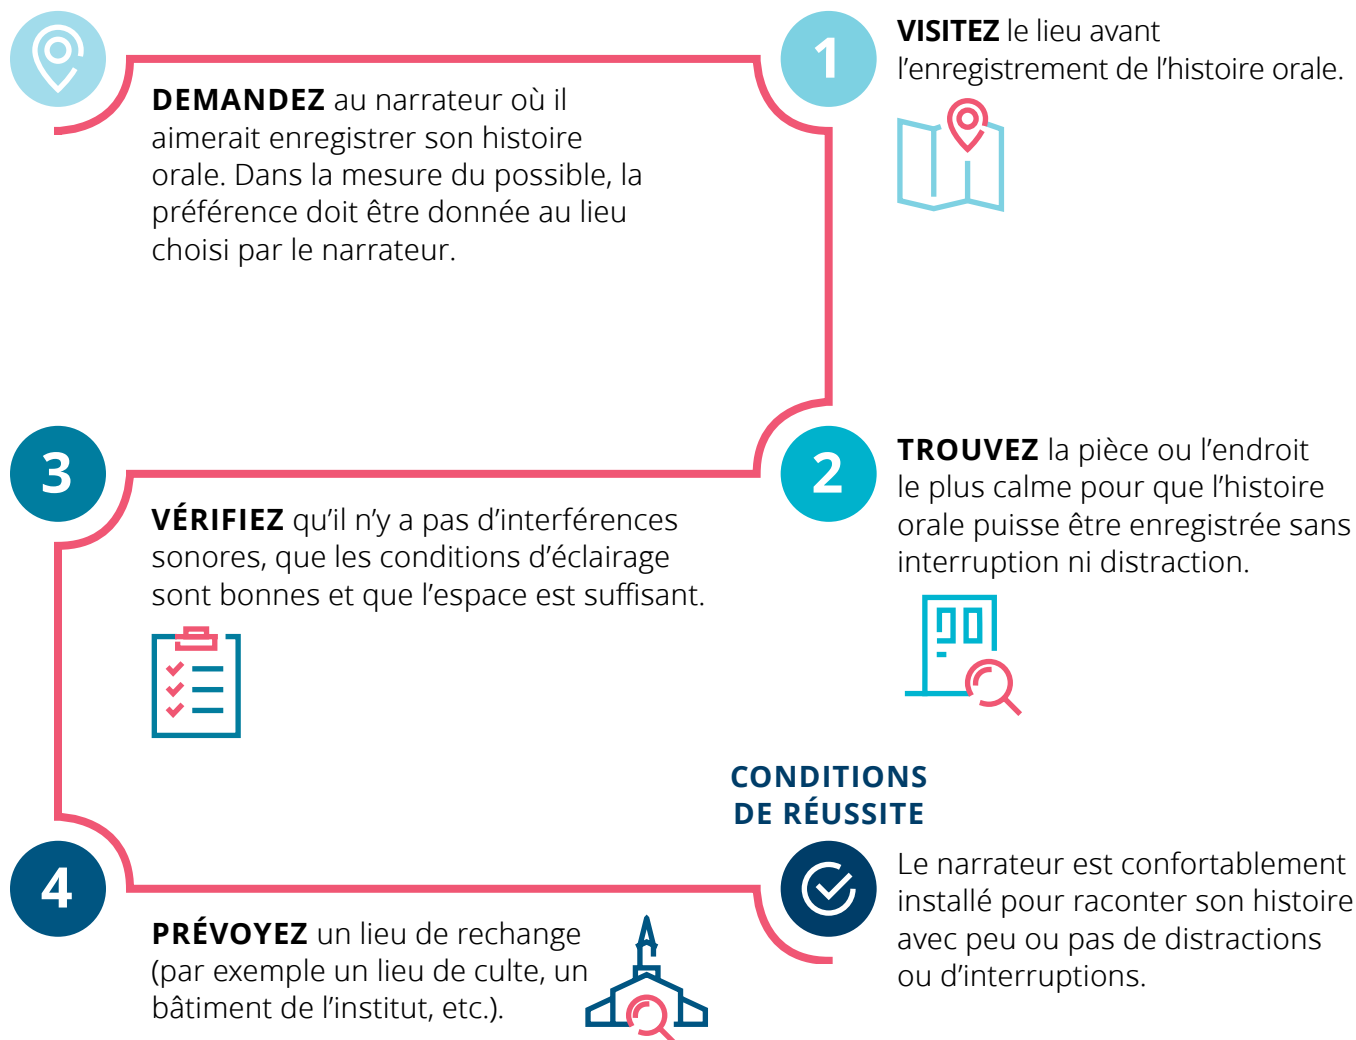 DEMANDEZ au narrateur où il
aimerait enregistrer son histoire
orale. Dans la mesure du possible, la
préférence doit être donnée au lieu
choisi par le narrateur.
1
VISITEZ le lieu avant
l’enregistrement de l’histoire orale.
2
TROUVEZ la pièce ou l’endroit
le plus calme pour que l’histoire
orale puisse être enregistrée sans
interruption ni distraction.
3
VÉRIFIEZ qu’il n’y a pas d’interférences
sonores, que les conditions d’éclairage
sont bonnes et que l’espace est suffisant.
4
PRÉVOYEZ un lieu de rechange
(par exemple un lieu de culte, un
bâtiment de l’institut, etc.).
CONDITIONS
DE RÉUSSITE
Le narrateur est confortablement
installé pour raconter son histoire
avec peu ou pas de distractions
ou d’interruptions.